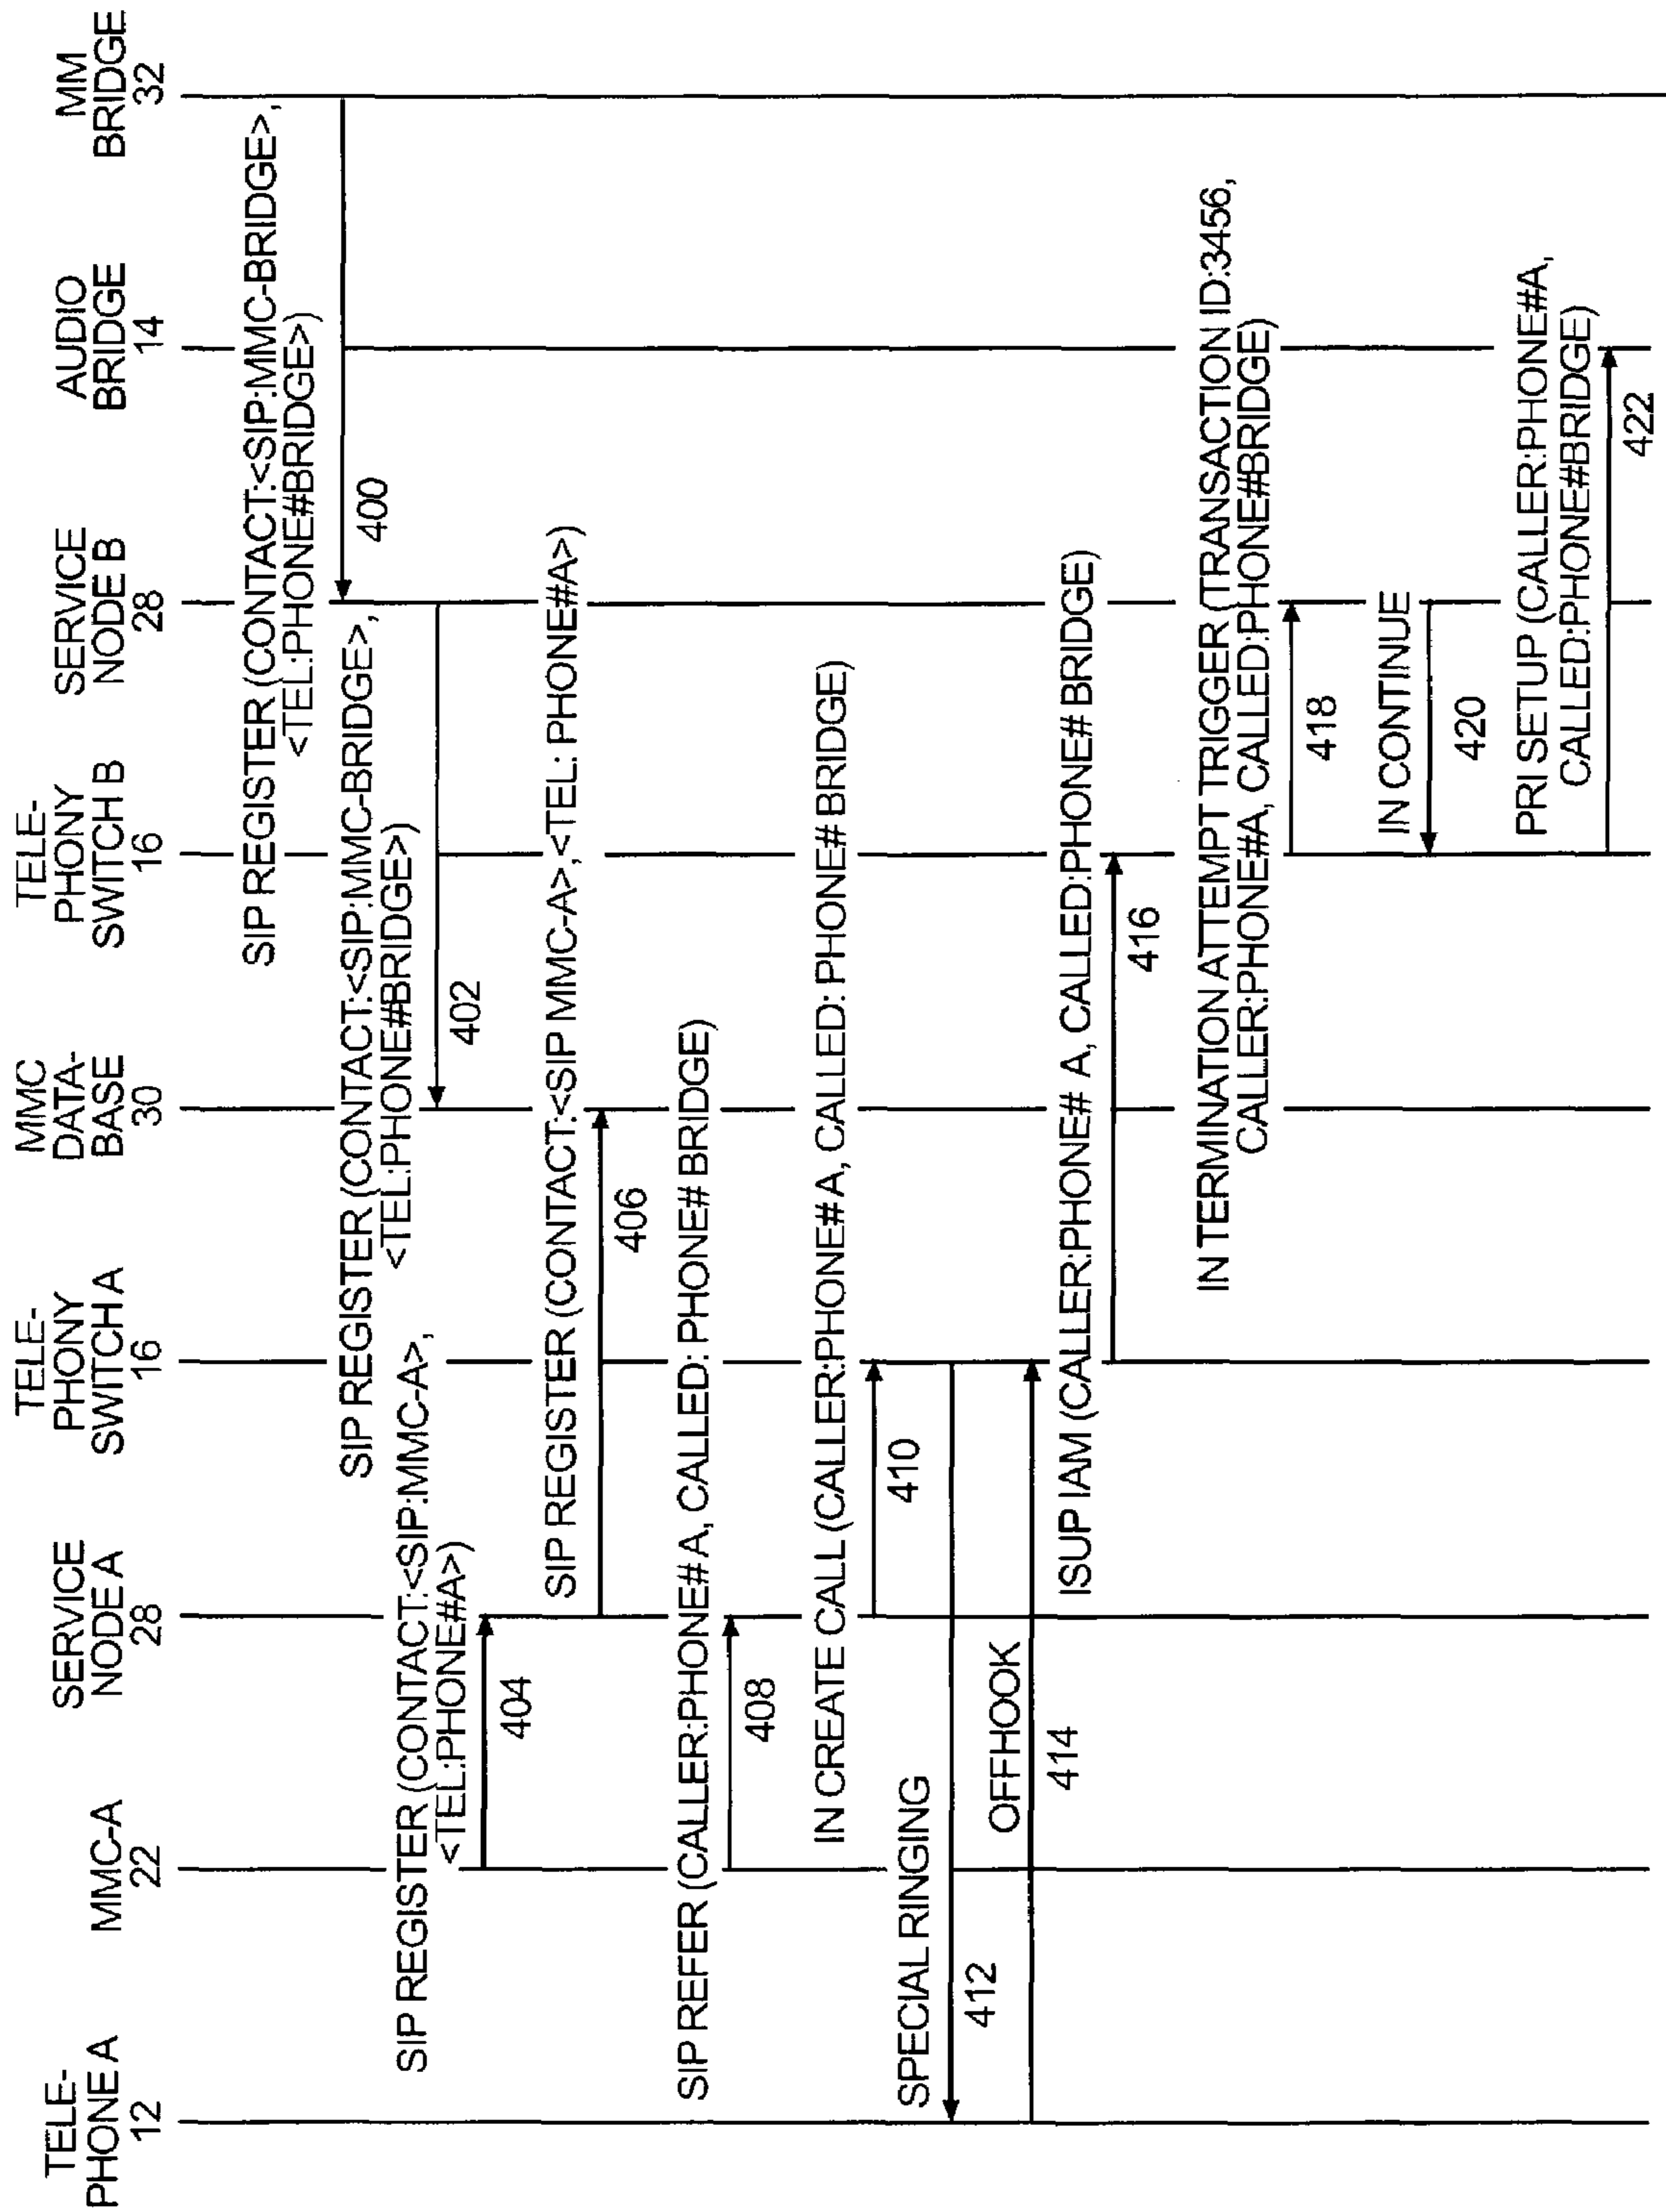 TELE-
PHONE A
12
MMC-A
22
SERVICE
NODE A
28
TELE-
PHONY
SWITCH A
16
MMC
DATA-
BASE
30
TELE-
PHONY
SWITCH B
16
SERVICE
NODE B
28
AUDIO
BRIDGE
14
MM
BRIDGE
32
SIP REGISTER (CONTACT:<SIP:MMC-BRIDGE>,
<TEL:PHONE#BRIDGE>)
400
SIP REGISTER (CONTACT:<SIP:MMC-BRIDGE>,
<TEL:PHONE#BRIDGE>)
402
SIP REGISTER (CONTACT:<SIP:MMC-A>,
<TEL:PHONE#A>)
404
SIP REGISTER (CONTACT:<SIP MMC-A>,<TEL: PHONE#A>)
406
SIP REFER (CALLER:PHONE# A, CALLED: PHONE# BRIDGE)
408
IN CREATE CALL (CALLER:PHONE# A, CALLED: PHONE# BRIDGE)
410
SPECIAL RINGING
412
OFFHOOK
414
ISUP IAM (CALLER:PHONE# A, CALLED:PHONE# BRIDGE)
416
IN TERMINATION ATTEMPT TRIGGER (TRANSACTION ID:3456,
CALLER:PHONE#A, CALLED:PHONE#BRIDGE)
418
IN CONTINUE
420
PRI SETUP (CALLER:PHONE#A,
CALLED:PHONE#BRIDGE)
422